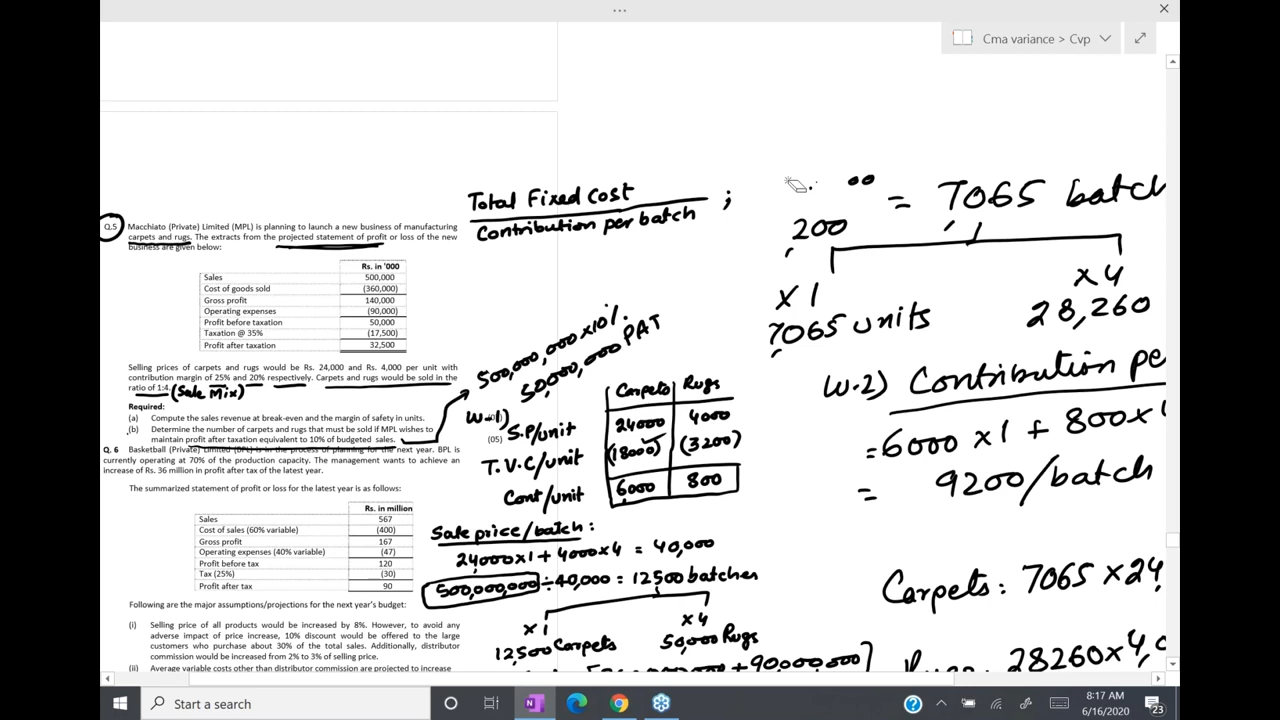 Cma variance > Cvp
Q.5 Macchiato (Private) Limited (MPL) is planning to launch a new business of manufacturing
carpets and rugs. The extracts from the projected statement of profit or loss of the new
business are given below:
Rs. in '000
Sales 500,000
Cost of goods sold (360,000)
Gross profit 140,000
Operating expenses (90,000)
Profit before taxation 50,000
Taxation @ 35% (17,500)
Profit after taxation 32,500
Selling prices of carpets and rugs would be Rs. 24,000 and Rs. 4,000 per unit with
contribution margin of 25% and 20% respectively. Carpets and rugs would be sold in the
ratio of 1:4. (Sale Mix)
Required:
(a) Compute the sales revenue at break-even and the margin of safety in units.
(b) Determine the number of carpets and rugs that must be sold if MPL wishes to
maintain profit after taxation equivalent to 10% of budgeted sales. (05)
Q. 6 Basketball (Private) Limited (BPL) is in the process of planning for the next year. BPL is
currently operating at 70% of the production capacity. The management wants to achieve an
increase of Rs. 36 million in profit after tax of the latest year.
The summarized statement of profit or loss for the latest year is as follows:
Rs. in million
Sales 567
Cost of sales (60% variable) (400)
Gross profit 167
Operating expenses (40% variable) (47)
Profit before tax 120
Tax (25%) (30)
Profit after tax 90
Following are the major assumptions/projections for the next year's budget:
(i) Selling price of all products would be increased by 8%. However, to avoid any
adverse impact of price increase, 10% discount would be offered to the large
customers who purchase about 30% of the total sales. Additionally, distributor
commission would be increased from 2% to 3% of selling price.
(ii) Average variable costs other than distributor commission are projected to increase
Total Fixed Cost ;
Contribution per batch
500,000,000 x 10%.
50,000,000 PAT
W-1) Carpets Rugs
S.P/unit 24000 4000
T.V.C/unit (18000) (3200)
Cont/unit 6000 800
Sale price/batch:
24,000x1 + 4000x4 = 40,000
500,000,000 ÷ 40,000 = 12500 batches
x1 x4
12,500 Carpets 50,000 Rugs
+ 90,000,000]
= 7065 batch
200
x1 x4
7065 units 28,260
W.2) Contribution pe
= 6000 x1 + 800 x
= 9200/batch
Carpets: 7065 x 24,
Rugs: 28260 x 4,0
Start a search
8:17 AM
6/16/2020
23